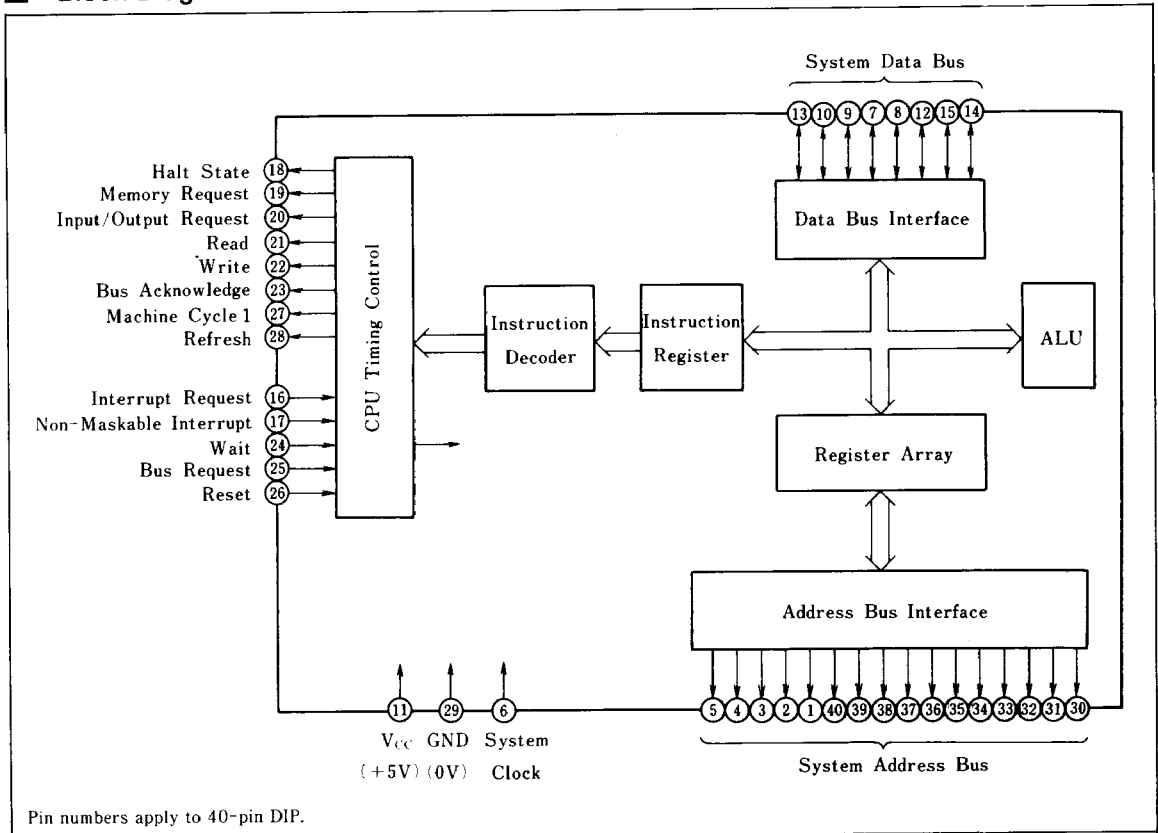 System Data Bus
13 10 9 7 8 12 15 14
Halt State 18
Memory Request 19
Input/Output Request 20
Read 21
Write 22
Bus Acknowledge 23
Machine Cycle 1 27
Refresh 28
Interrupt Request 16
Non-Maskable Interrupt 17
Wait 24
Bus Request 25
Reset 26
CPU Timing Control
Instruction
Decoder
Instruction
Register
Data Bus Interface
ALU
Register Array
Address Bus Interface
11 29 6
VCC GND System
(+5V) (0V) Clock
5 4 3 2 1 40 39 38 37 36 35 34 33 32 31 30
System Address Bus
Pin numbers apply to 40-pin DIP.